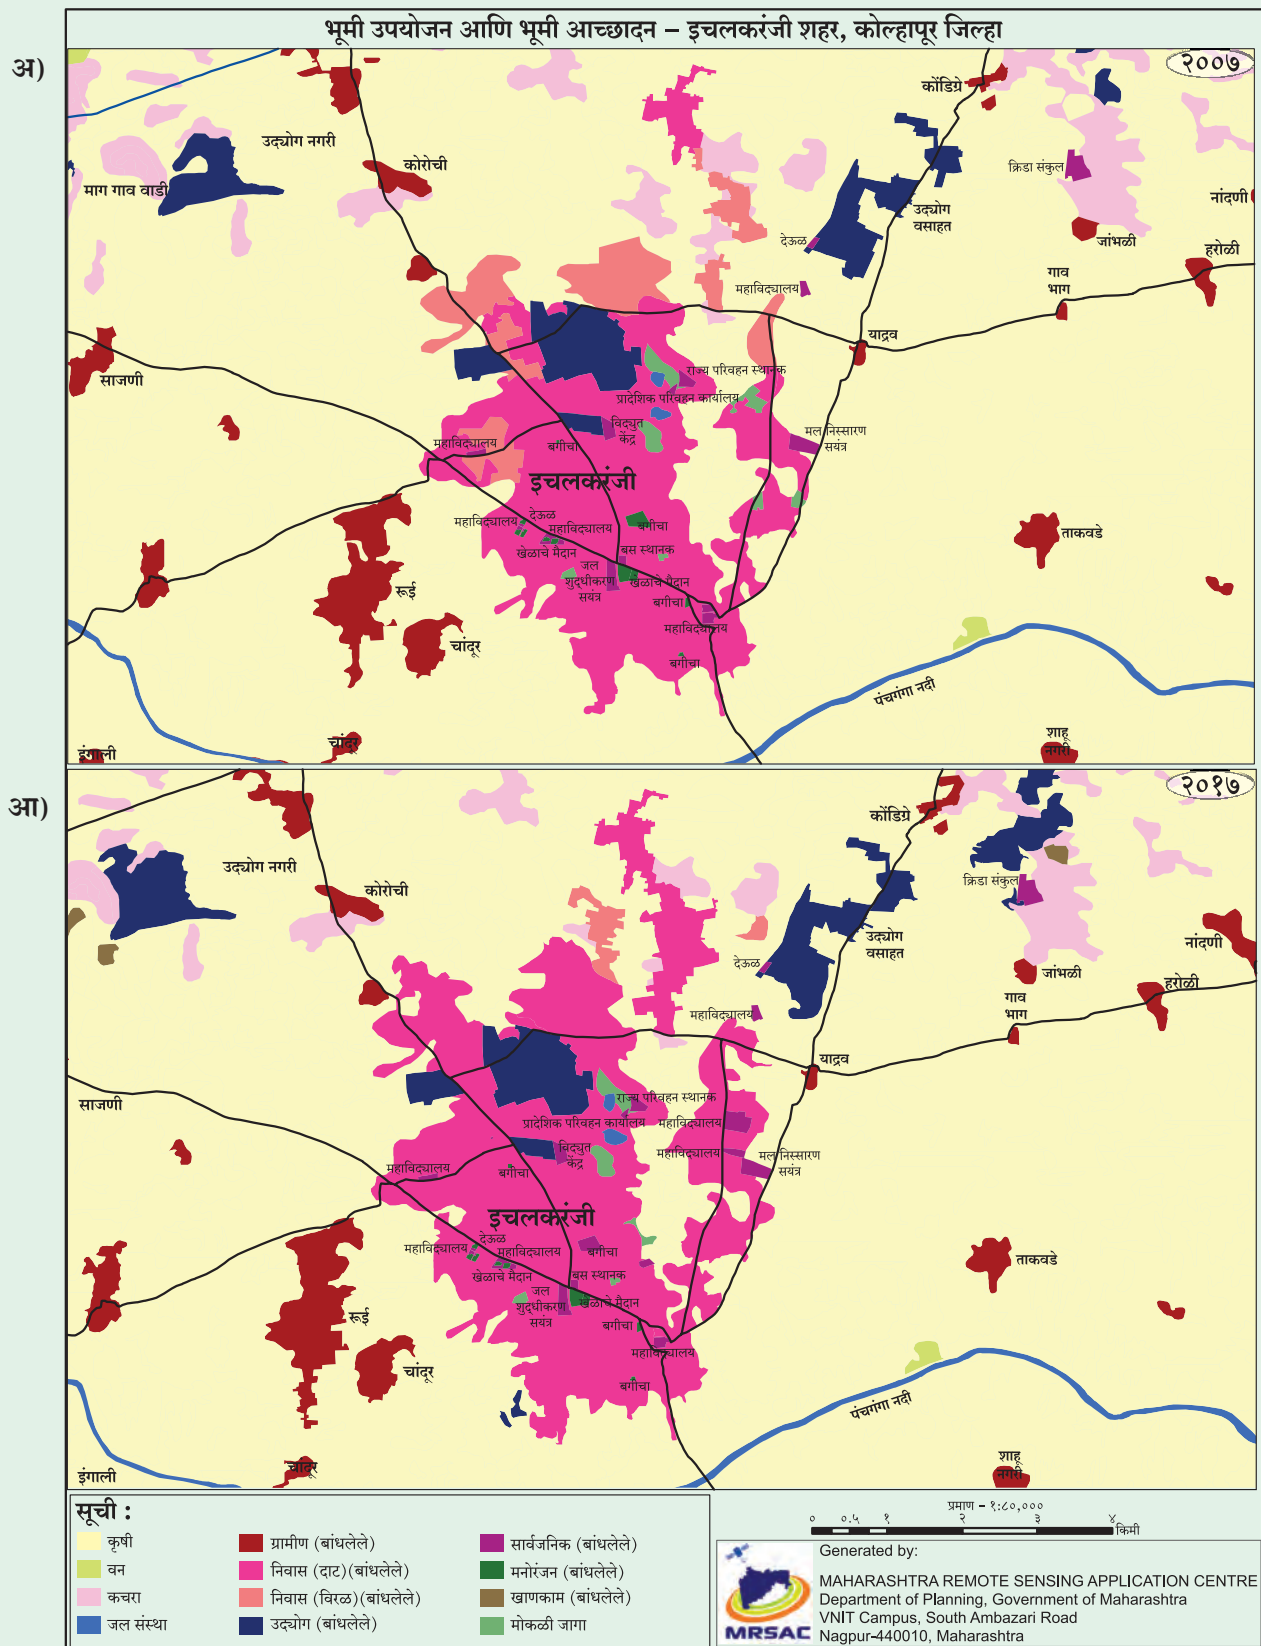 भूमी उपयोजन आणि भूमी आच्छादन – इचलकरंजी शहर, कोल्हापूर जिल्हा
अ)
२००७
कोंडिग्रे
उद्योग नगरी
कोरोची
माग गाव वाडी
क्रिडा संकुल
नांदणी
उद्योग
वसाहत
देऊळ
जांभळी
हरोळी
गाव
भाग
महाविद्यालय
याद्रव
साजणी
राज्य परिवहन स्थानक
प्रादेशिक परिवहन कार्यालय
विद्युत
केंद्र
मल निस्सारण
सयंत्र
महाविद्यालय
बगीचा
इचलकरंजी
महाविद्यालय
देऊळ
महाविद्यालय
बगीचा
ताकवडे
खेळाचे मैदान
बस स्थानक
जल
शुद्धीकरण
सयंत्र
खेळाचे मैदान
रूई
बगीचा
महाविद्यालय
चांदूर
बगीचा
पंचगंगा नदी
शाहू
नगरी
चांदूर
इंगाली
आ)
२०१७
कोंडिग्रे
उद्योग नगरी
कोरोची
क्रिडा संकुल
नांदणी
उद्योग
वसाहत
देऊळ
जांभळी
हरोळी
गाव
भाग
महाविद्यालय
याद्रव
साजणी
राज्य परिवहन स्थानक
प्रादेशिक परिवहन कार्यालय
महाविद्यालय
विद्युत
केंद्र
महाविद्यालय
मल निस्सारण
सयंत्र
महाविद्यालय
बगीचा
इचलकरंजी
देऊळ
महाविद्यालय
महाविद्यालय
बगीचा
ताकवडे
खेळाचे मैदान
बस स्थानक
जल
शुद्धीकरण
सयंत्र
खेळाचे मैदान
रूई
बगीचा
महाविद्यालय
चांदूर
बगीचा
पंचगंगा नदी
शाहू
नगरी
चांदूर
इंगाली
सूची :
कृषी
वन
कचरा
जल संस्था
ग्रामीण (बांधलेले)
निवास (दाट)(बांधलेले)
निवास (विरळ)(बांधलेले)
उद्योग (बांधलेले)
सार्वजनिक (बांधलेले)
मनोरंजन (बांधलेले)
खाणकाम (बांधलेले)
मोकळी जागा
प्रमाण – १:८०,०००
० ०.५ १ २ ३ ४
किमी
Generated by:
MAHARASHTRA REMOTE SENSING APPLICATION CENTRE
Department of Planning, Government of Maharashtra
VNIT Campus, South Ambazari Road
Nagpur-440010, Maharashtra
MRSAC